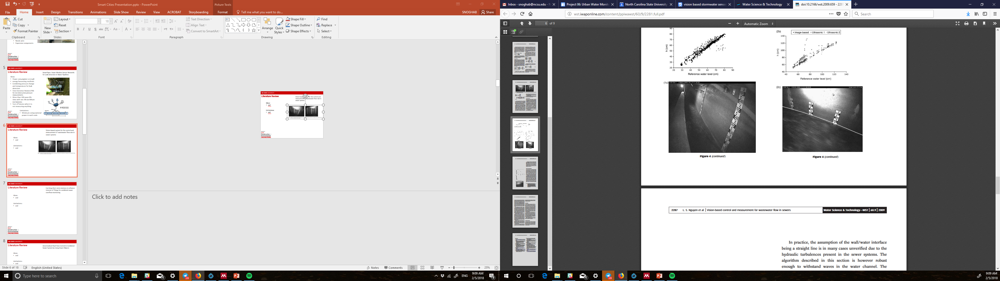 Smart Cities Presentation.pptx - PowerPoint
Picture Tools
File
Home
Insert
Design
Transitions
Animations
Slide Show
Review
View
ACROBAT
Storyboarding
Format
Tell me what you want to do...
SNOGHAB
Share
Paste
Cut
Copy
Format Painter
Clipboard
New
Slide
Layout
Reset
Section
Slides
18
Font
Text Direction
Align Text
Convert to SmartArt
Paragraph
Arrange
Quick
Styles
Shape Fill
Shape Outline
Shape Effects
Drawing
Find
Replace
Select
Editing
• Needs wire
• Expensive components
Civil
Construction
Environmental
ENGINEERING
5
NC STATE UNIVERSITY
Literature Review
SmartPipes: Smart Wireless Sensor Networks
for Leak Detection in Water Pipelines
Ideas:
• Power consumption is 2.2 µW
• energy harvesting methods
• Combining pressure change
and temperature for leak
detection
• Force Sensitive Resistor (FSR)
for not destructive pressure
measurements
• More than 100 years life
time with two AA size lithium
iron batteries
• Turn off device when it is
not measuring anything
Limitations:
• Minimum computational
power in each node
Civil
Construction
Environmental
ENGINEERING
6
NC STATE UNIVERSITY
Literature Review
Vision-based system for the control and
measurement of wastewater flow rate in
sewer systems
Ideas:
• asd
Limitations:
• asd
Civil
Construction
Environmental
ENGINEERING
7
NC STATE UNIVERSITY
Literature Review
Use long short-term memory to enhance
Internet of Things for combined sewer
overflow monitoring
Ideas:
• asd
Limitations:
• asd
Civil
Construction
Environmental
ENGINEERING
8
NC STATE UNIVERSITY
Literature Review
Decentralized Real Time Control in Combined
Sewer System by Using Smart Objects
Ideas:
• asd
Limitations:
• asd
NC STATE UNIVERSITY
Literature Review
Ideas:
• asd
Limitations:
• asd
sewer systems
Civil
Construction
Environmental
ENGINEERING
Click to add notes
Slide 6 of 18
English (United States)
Notes
Comments
25%
Type here to search
ENG
9:09 AM
2/5/2018
Inbox - snoghab@ncsu.edu - N
Project 06: Urban Water Monit
North Carolina State University
vision based stormwater senso
Water Science & Technology
doi:10.2166/wst.2009.659 - 2281
wst.iwaponline.com/content/ppiwawst/60/9/2281.full.pdf
Search
6 of 9
Automatic Zoom
90
80
70
60
50
40
30
20
h (cm)
20 30 40 50 60 70 80 90
Reference water level (cm)
(2b)
Image-based
Ultrasonic 1
Ultrasonic 2
140
120
100
80
60
40
h (cm)
40 60 80 100 120 140
Reference water level (cm)
(1c)
(2c)
Figure 4 (continued)
Figure 4 (continued)
2287 L. S. Nguyen et al. | Vision-based control and measurement for wastewater flow in sewers
Water Science & Technology—WST | 60.9 | 2009
In practice, the assumption of the wall/water interface
being a straight line is in many cases unverified due to the
hydraulic turbulences present in the sewer systems. The
algorithm described in this section is however robust
enough to withstand waves in the water channel. The
9:09 AM
2/5/2018